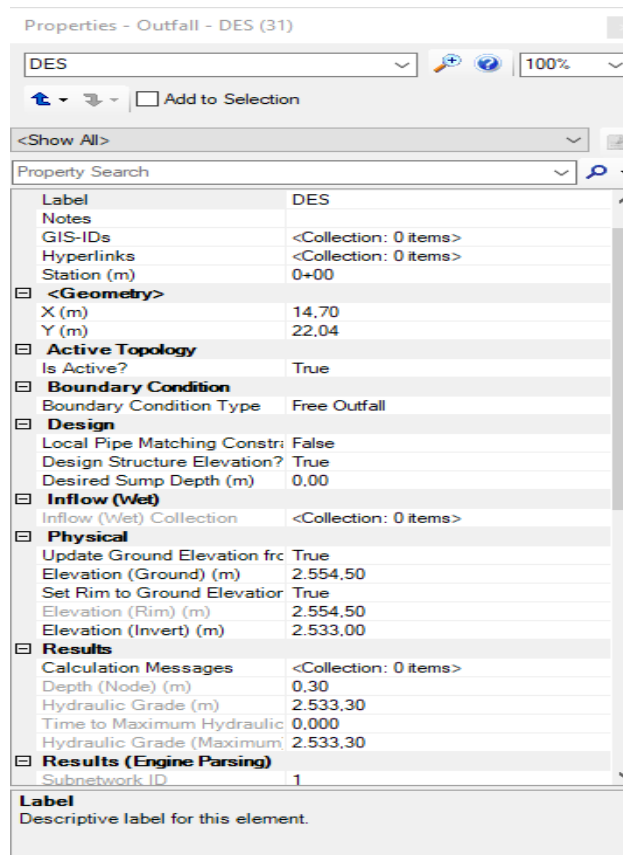 Properties - Outfall - DES (31)
DES 100%
Add to Selection
<Show All>
Property Search
Label DES
Notes
GIS-IDs <Collection: 0 items>
Hyperlinks <Collection: 0 items>
Station (m) 0+00
<Geometry>
X (m) 14,70
Y (m) 22,04
Active Topology
Is Active? True
Boundary Condition
Boundary Condition Type Free Outfall
Design
Local Pipe Matching Constra False
Design Structure Elevation? True
Desired Sump Depth (m) 0,00
Inflow (Wet)
Inflow (Wet) Collection <Collection: 0 items>
Physical
Update Ground Elevation frc True
Elevation (Ground) (m) 2.554,50
Set Rim to Ground Elevation True
Elevation (Rim) (m) 2.554,50
Elevation (Invert) (m) 2.533,00
Results
Calculation Messages <Collection: 0 items>
Depth (Node) (m) 0,30
Hydraulic Grade (m) 2.533,30
Time to Maximum Hydraulic 0,000
Hydraulic Grade (Maximum) 2.533,30
Results (Engine Parsing)
Subnetwork ID 1
Label
Descriptive label for this element.